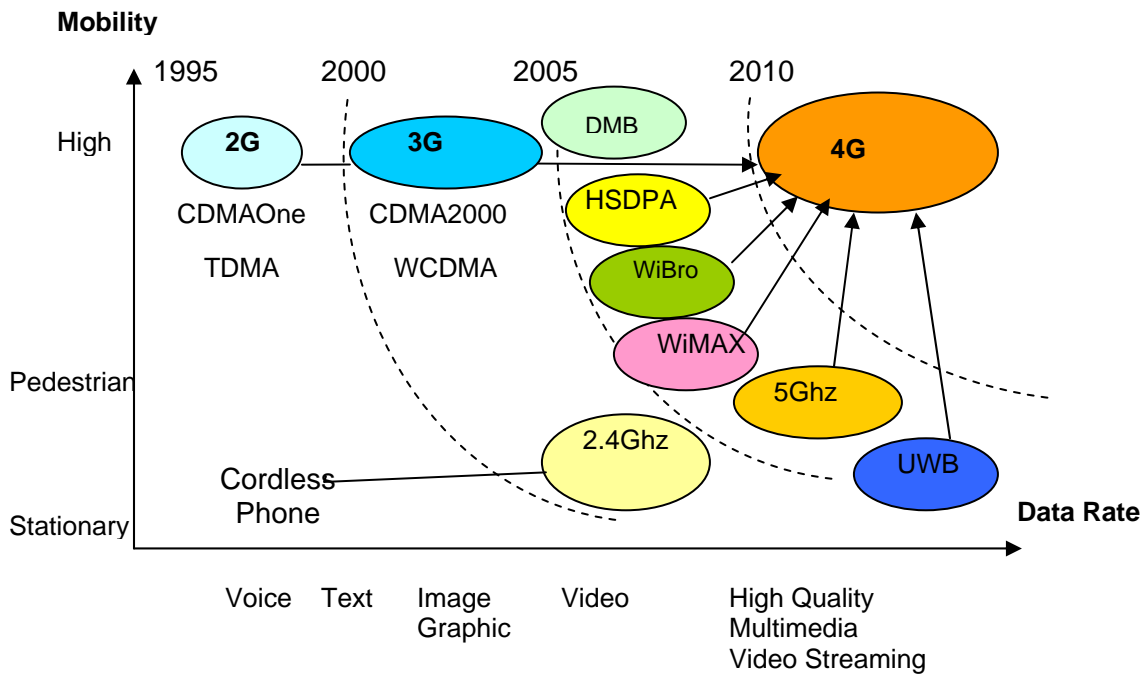 Mobility
1995 2000 2005 2010
High
2G
3G
DMB
4G
CDMAOne
CDMA2000
HSDPA
TDMA
WCDMA
WiBro
WiMAX
Pedestrian
5Ghz
2.4Ghz
UWB
Cordless
Phone
Stationary
Data Rate
Voice
Text
Image
Graphic
Video
High Quality
Multimedia
Video Streaming